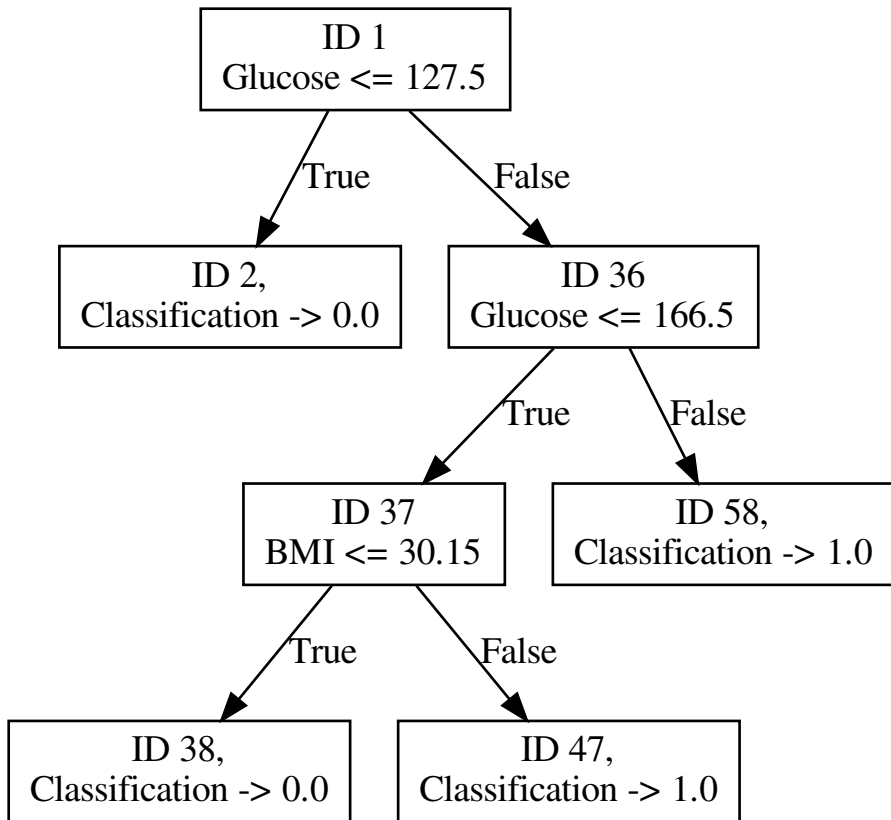 ID 1
Glucose <= 127.5
True
False
ID 2,
Classification -> 0.0
ID 36
Glucose <= 166.5
True
False
ID 37
BMI <= 30.15
ID 58,
Classification -> 1.0
True
False
ID 38,
Classification -> 0.0
ID 47,
Classification -> 1.0